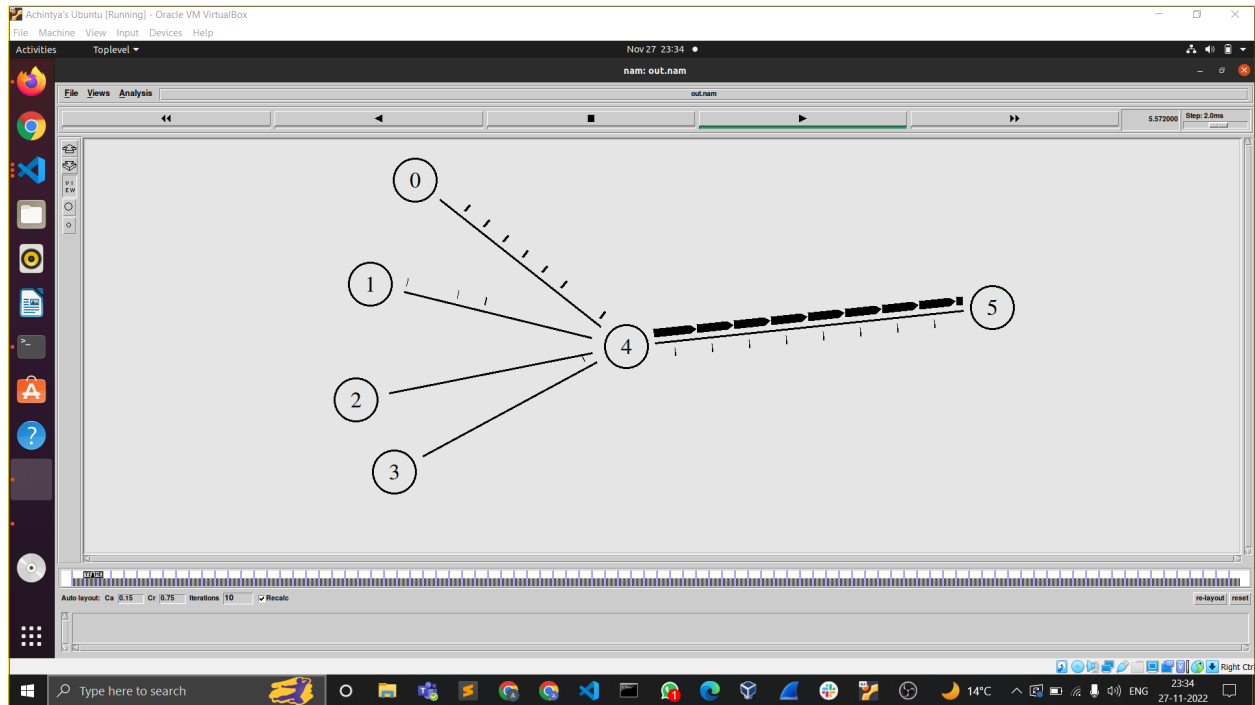 Achintya's Ubuntu [Running] - Oracle VM VirtualBox
File Machine View Input Devices Help
Activities Toplevel Nov 27 23:34
nam: out.nam
File Views Analysis out.nam
5.572000 Step: 2.0ms
VIEW
0
1
2
3
4
5
Auto layout: Ca 0.15 Cr 0.75 Iterations 10 Recalc re-layout reset
Right Ctr
Type here to search 14°C ENG 23:34
27-11-2022